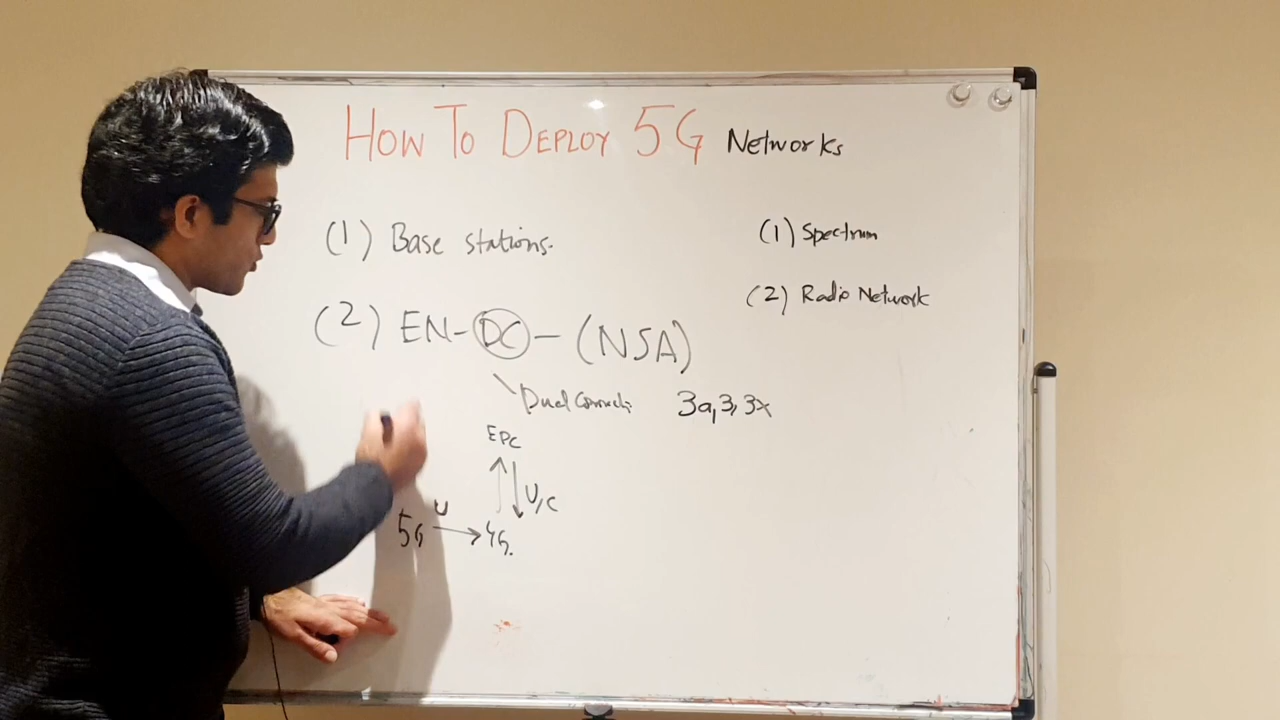 HOW TO DEPLOY 5G Networks
(1) Base stations.
(2) EN-DC-(NSA)
Dual
3a, 3, 3x
EPC
U/C
U
5G
4G.
(1) Spectrum
(2) Radio Network